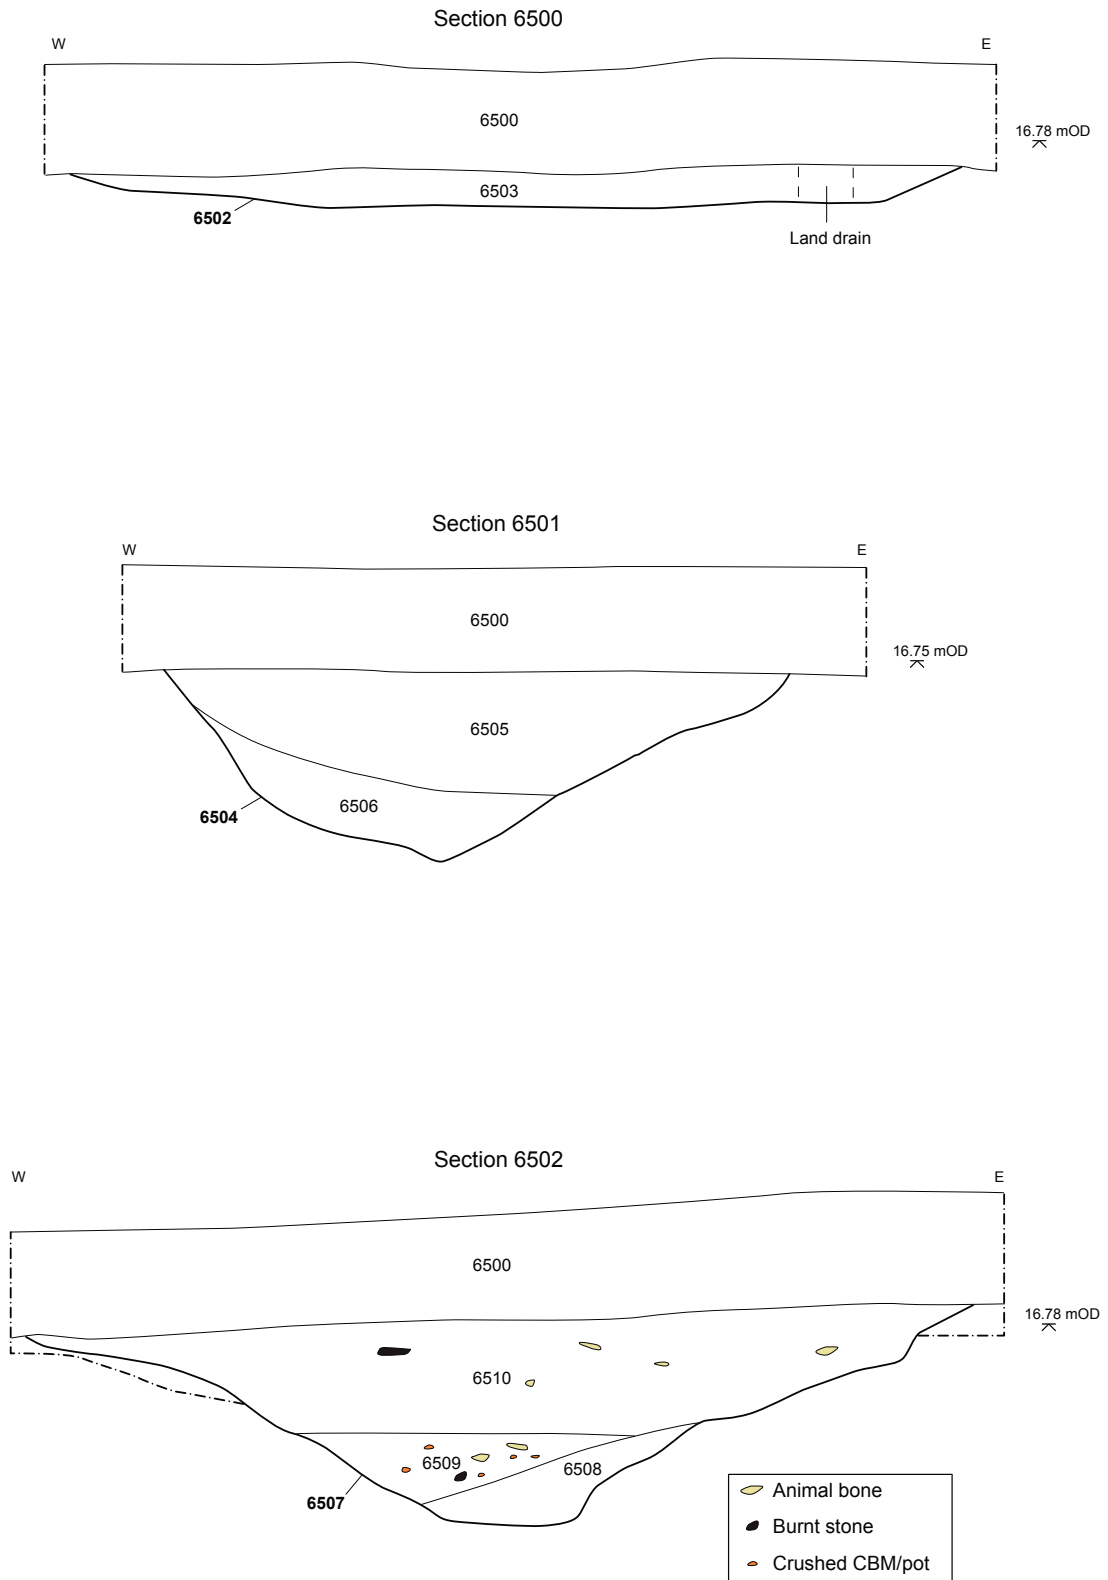 Section 6500
W
E
6500
16.78 mOD
6503
6502
Land drain
Section 6501
W
E
6500
16.75 mOD
6505
6506
6504
Section 6502
W
E
6500
16.78 mOD
6510
6509
6508
6507
Animal bone
Burnt stone
Crushed CBM/pot